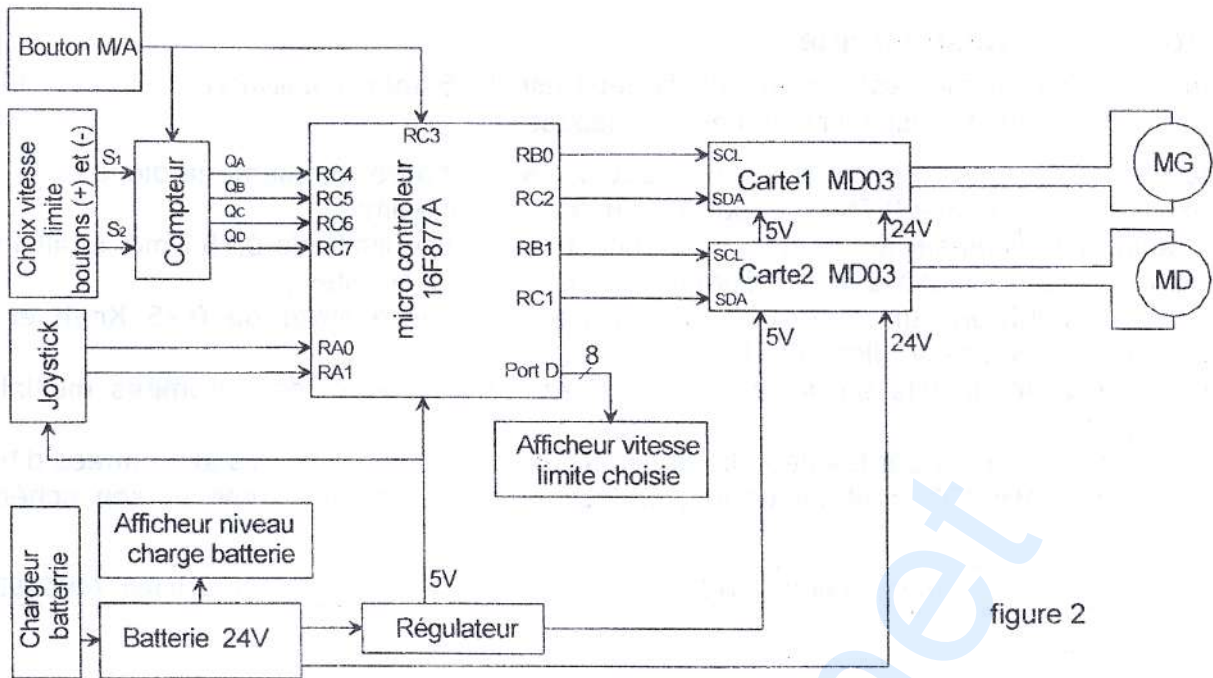 Bouton M/A
Choix vitesse
limite
boutons (+) et (-)
S1
S2
Compteur
QA
QB
QC
QD
RC3
RC4
RC5
RC6
RC7
micro controleur
16F877A
RA0
RA1
RB0
RC2
RB1
RC1
Port D
8
SCL
Carte1 MD03
SDA
5V
24V
SCL
Carte2 MD03
SDA
5V
24V
MG
MD
Joystick
Afficheur vitesse
limite choisie
Afficheur niveau
charge batterie
Chargeur
batterrie
Batterie 24V
5V
Régulateur
figure 2
net